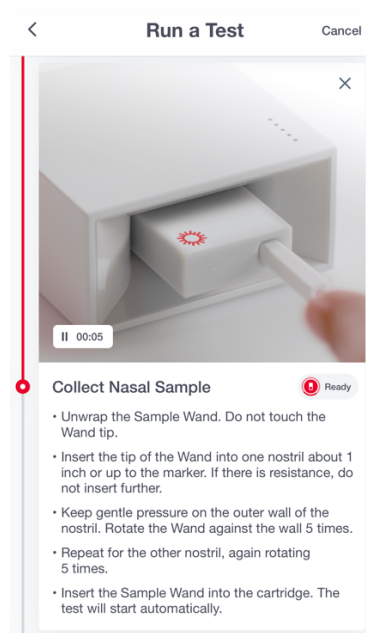 Run a Test
Cancel
00:05
Collect Nasal Sample
Ready
• Unwrap the Sample Wand. Do not touch the
Wand tip.
• Insert the tip of the Wand into one nostril about 1
inch or up to the marker. If there is resistance, do
not insert further.
• Keep gentle pressure on the outer wall of the
nostril. Rotate the Wand against the wall 5 times.
• Repeat for the other nostril, again rotating
5 times.
• Insert the Sample Wand into the cartridge. The
test will start automatically.